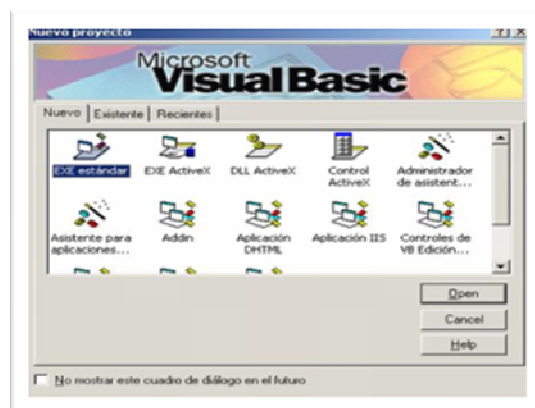 Nuevo proyecto
Microsoft
Visual Basic
Nuevo Existente Recientes
EXE estándar EXE ActiveX DLL ActiveX Control ActiveX Administrador de asistent...
Asistente para aplicaciones... Addin Aplicación DHTML Aplicación IIS Controles de VB Edición...
Open
Cancel
Help
No mostrar este cuadro de diálogo en el futuro